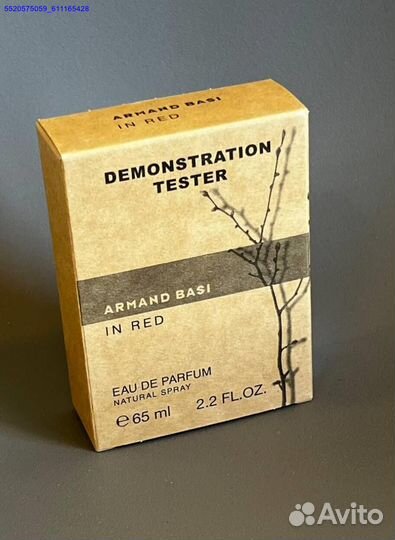 5520575059_611165428
ARMAND BASI
IN RED
DEMONSTRATION
TESTER
ARMAND BASI
IN RED
EAU DE PARFUM
NATURAL SPRAY
℮ 65 ml 2.2 FL.OZ.
Avito